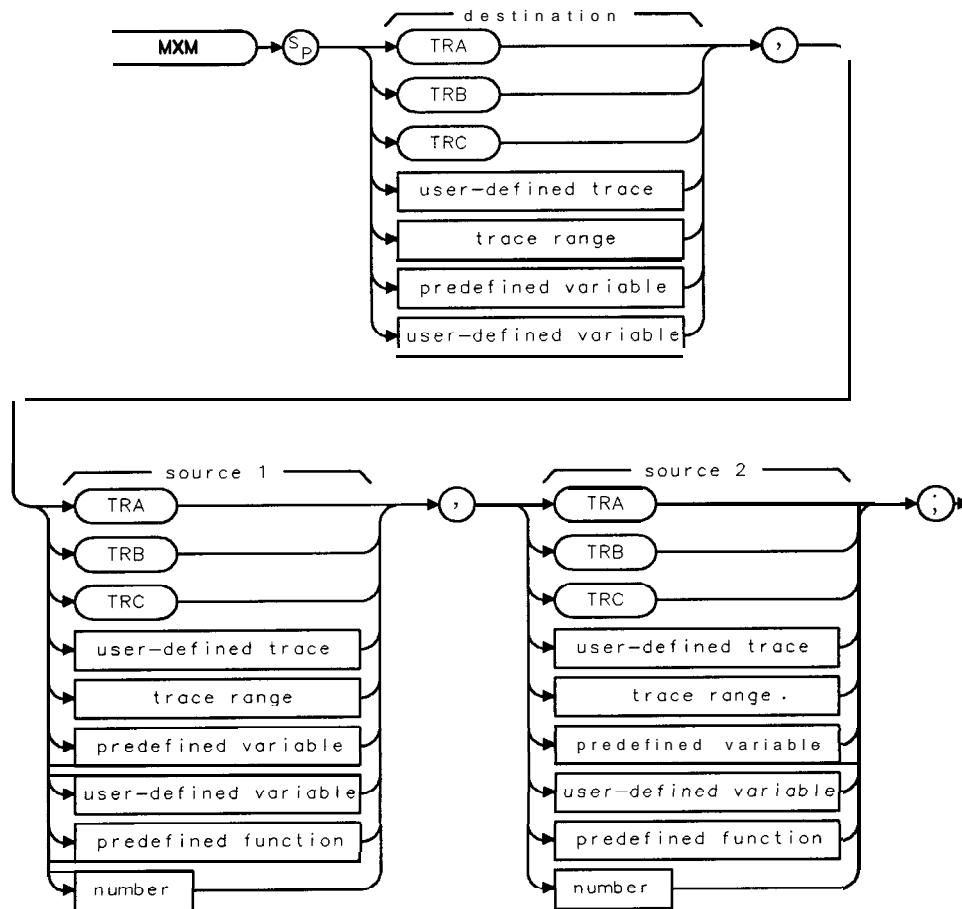 destination
MXM SP TRA ,
TRB
TRC
user-defined trace
trace range
predefined variable
user-defined variable
source 1 source 2
TRA , TRA ;
TRB TRB
TRC TRC
user-defined trace user-defined trace
trace range trace range .
predefined variable predefined variable
user-defined variable user-defined variable
predefined function predefined function
number number